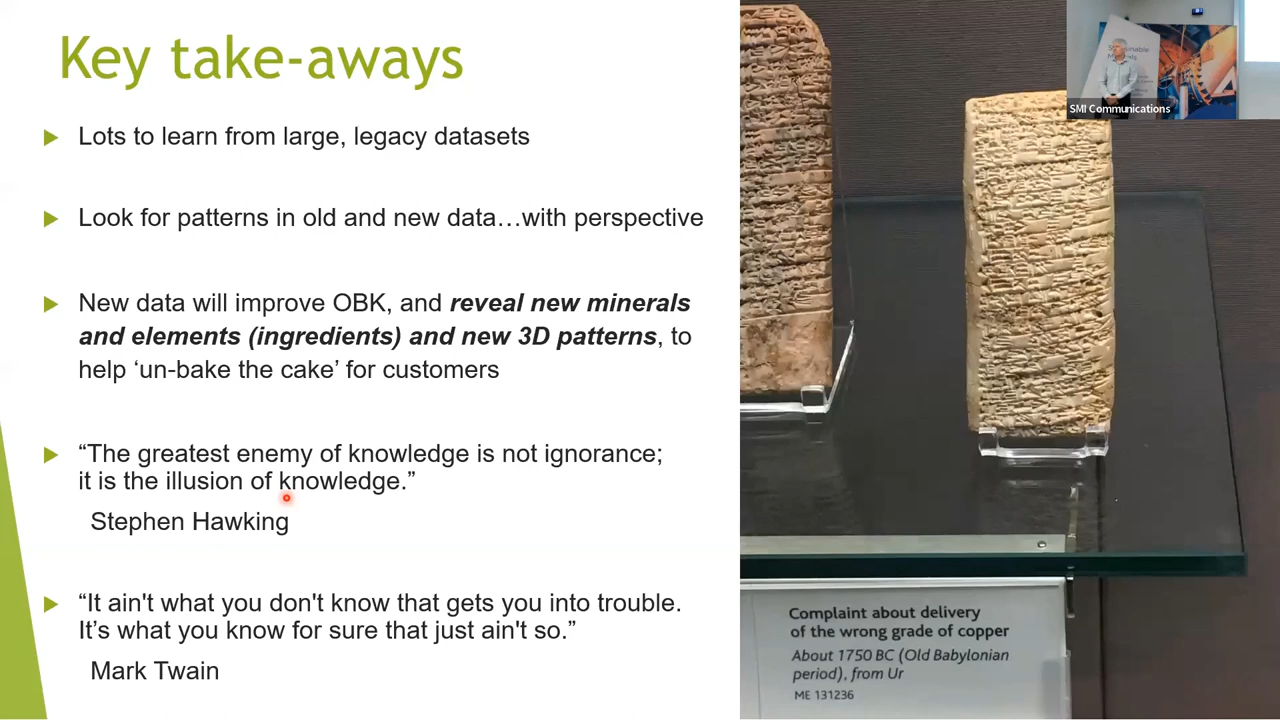 Key take-aways
Lots to learn from large, legacy datasets
Look for patterns in old and new data…with perspective
New data will improve OBK, and reveal new minerals
and elements (ingredients) and new 3D patterns, to
help ‘un-bake the cake’ for customers
“The greatest enemy of knowledge is not ignorance;
it is the illusion of knowledge.”
Stephen Hawking
“It ain't what you don't know that gets you into trouble.
It’s what you know for sure that just ain't so.”
Mark Twain
SMI Communications
Complaint about delivery
of the wrong grade of copper
About 1750 BC (Old Babylonian
period), from Ur
ME 131236